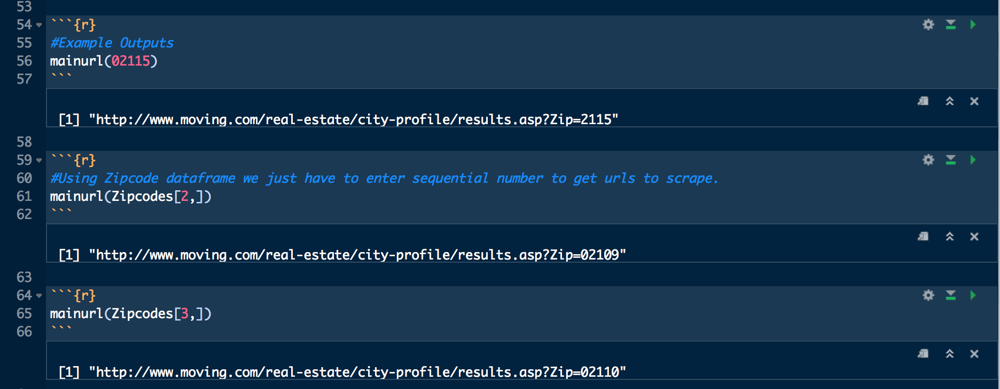 53
54 ```{r}
55 #Example Outputs
56 mainurl(02115)
57 ```
[1] "http://www.moving.com/real-estate/city-profile/results.asp?Zip=2115"
58
59 ```{r}
60 #Using Zipcode dataframe we just have to enter sequential number to get urls to scrape.
61 mainurl(Zipcodes[2,])
62 ```
[1] "http://www.moving.com/real-estate/city-profile/results.asp?Zip=02109"
63
64 ```{r}
65 mainurl(Zipcodes[3,])
66 ```
[1] "http://www.moving.com/real-estate/city-profile/results.asp?Zip=02110"